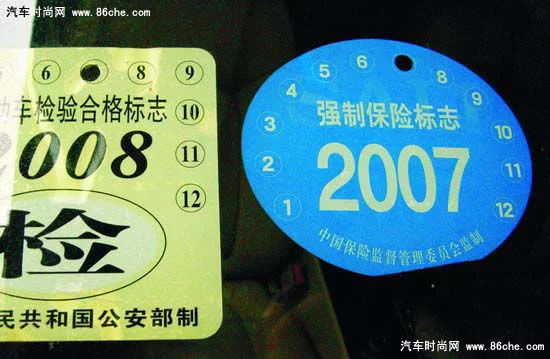 汽车时尚网 www.86che.com
5 6 8 9
动车检验合格标志
10
2008
11
12
检
民共和国公安部制
1 2 3 4 5 6 8 9 10 11 12
强制保险标志
2007
中国保险监督管理委员会监制
汽车时尚网 www.86che.com